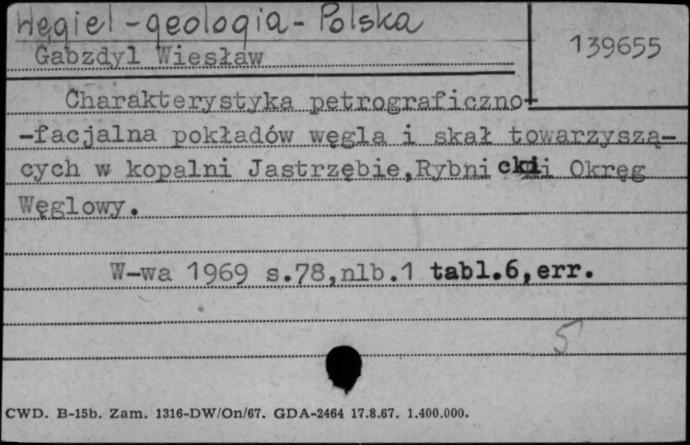 Węgiel - geologia - Polska
139655
Gabzdyl Wiesław
Charakterystyka petrograficzno-
-facjalna pokładów węgla i skał towarzyszą-
cych w kopalni Jastrzębie, Rybnicki Okręg
Węglowy.
W-wa 1969 s.78,nlb.1 tabl.6,err.
5
CWD. B-15b. Zam. 1316-DW/On/67. GDA-2464 17.8.67. 1.400.000.